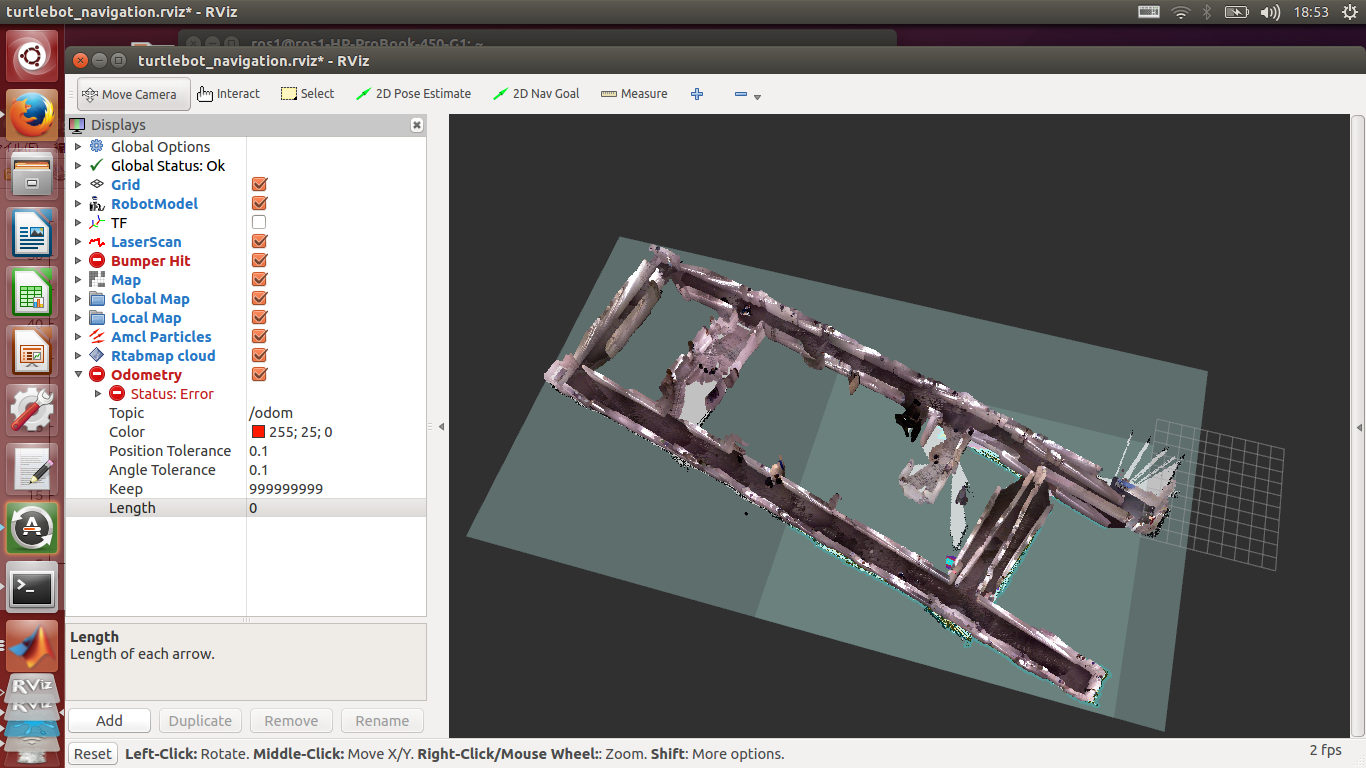 turtlebot_navigation.rviz* - RViz
18:53
ros1@ros1-HP-ProBook-450-G1: ~
turtlebot_navigation.rviz* - RViz
Move Camera Interact Select 2D Pose Estimate 2D Nav Goal Measure
Displays
Global Options
Global Status: Ok
Grid
RobotModel
TF
LaserScan
Bumper Hit
Map
Global Map
Local Map
Amcl Particles
Rtabmap cloud
Odometry
Status: Error
Topic /odom
Color 255; 25; 0
Position Tolerance 0.1
Angle Tolerance 0.1
Keep 999999999
Length 0
Length
Length of each arrow.
Add Duplicate Remove Rename
RViz
RViz
Reset Left-Click: Rotate. Middle-Click: Move X/Y. Right-Click/Mouse Wheel:: Zoom. Shift: More options. 2 fps